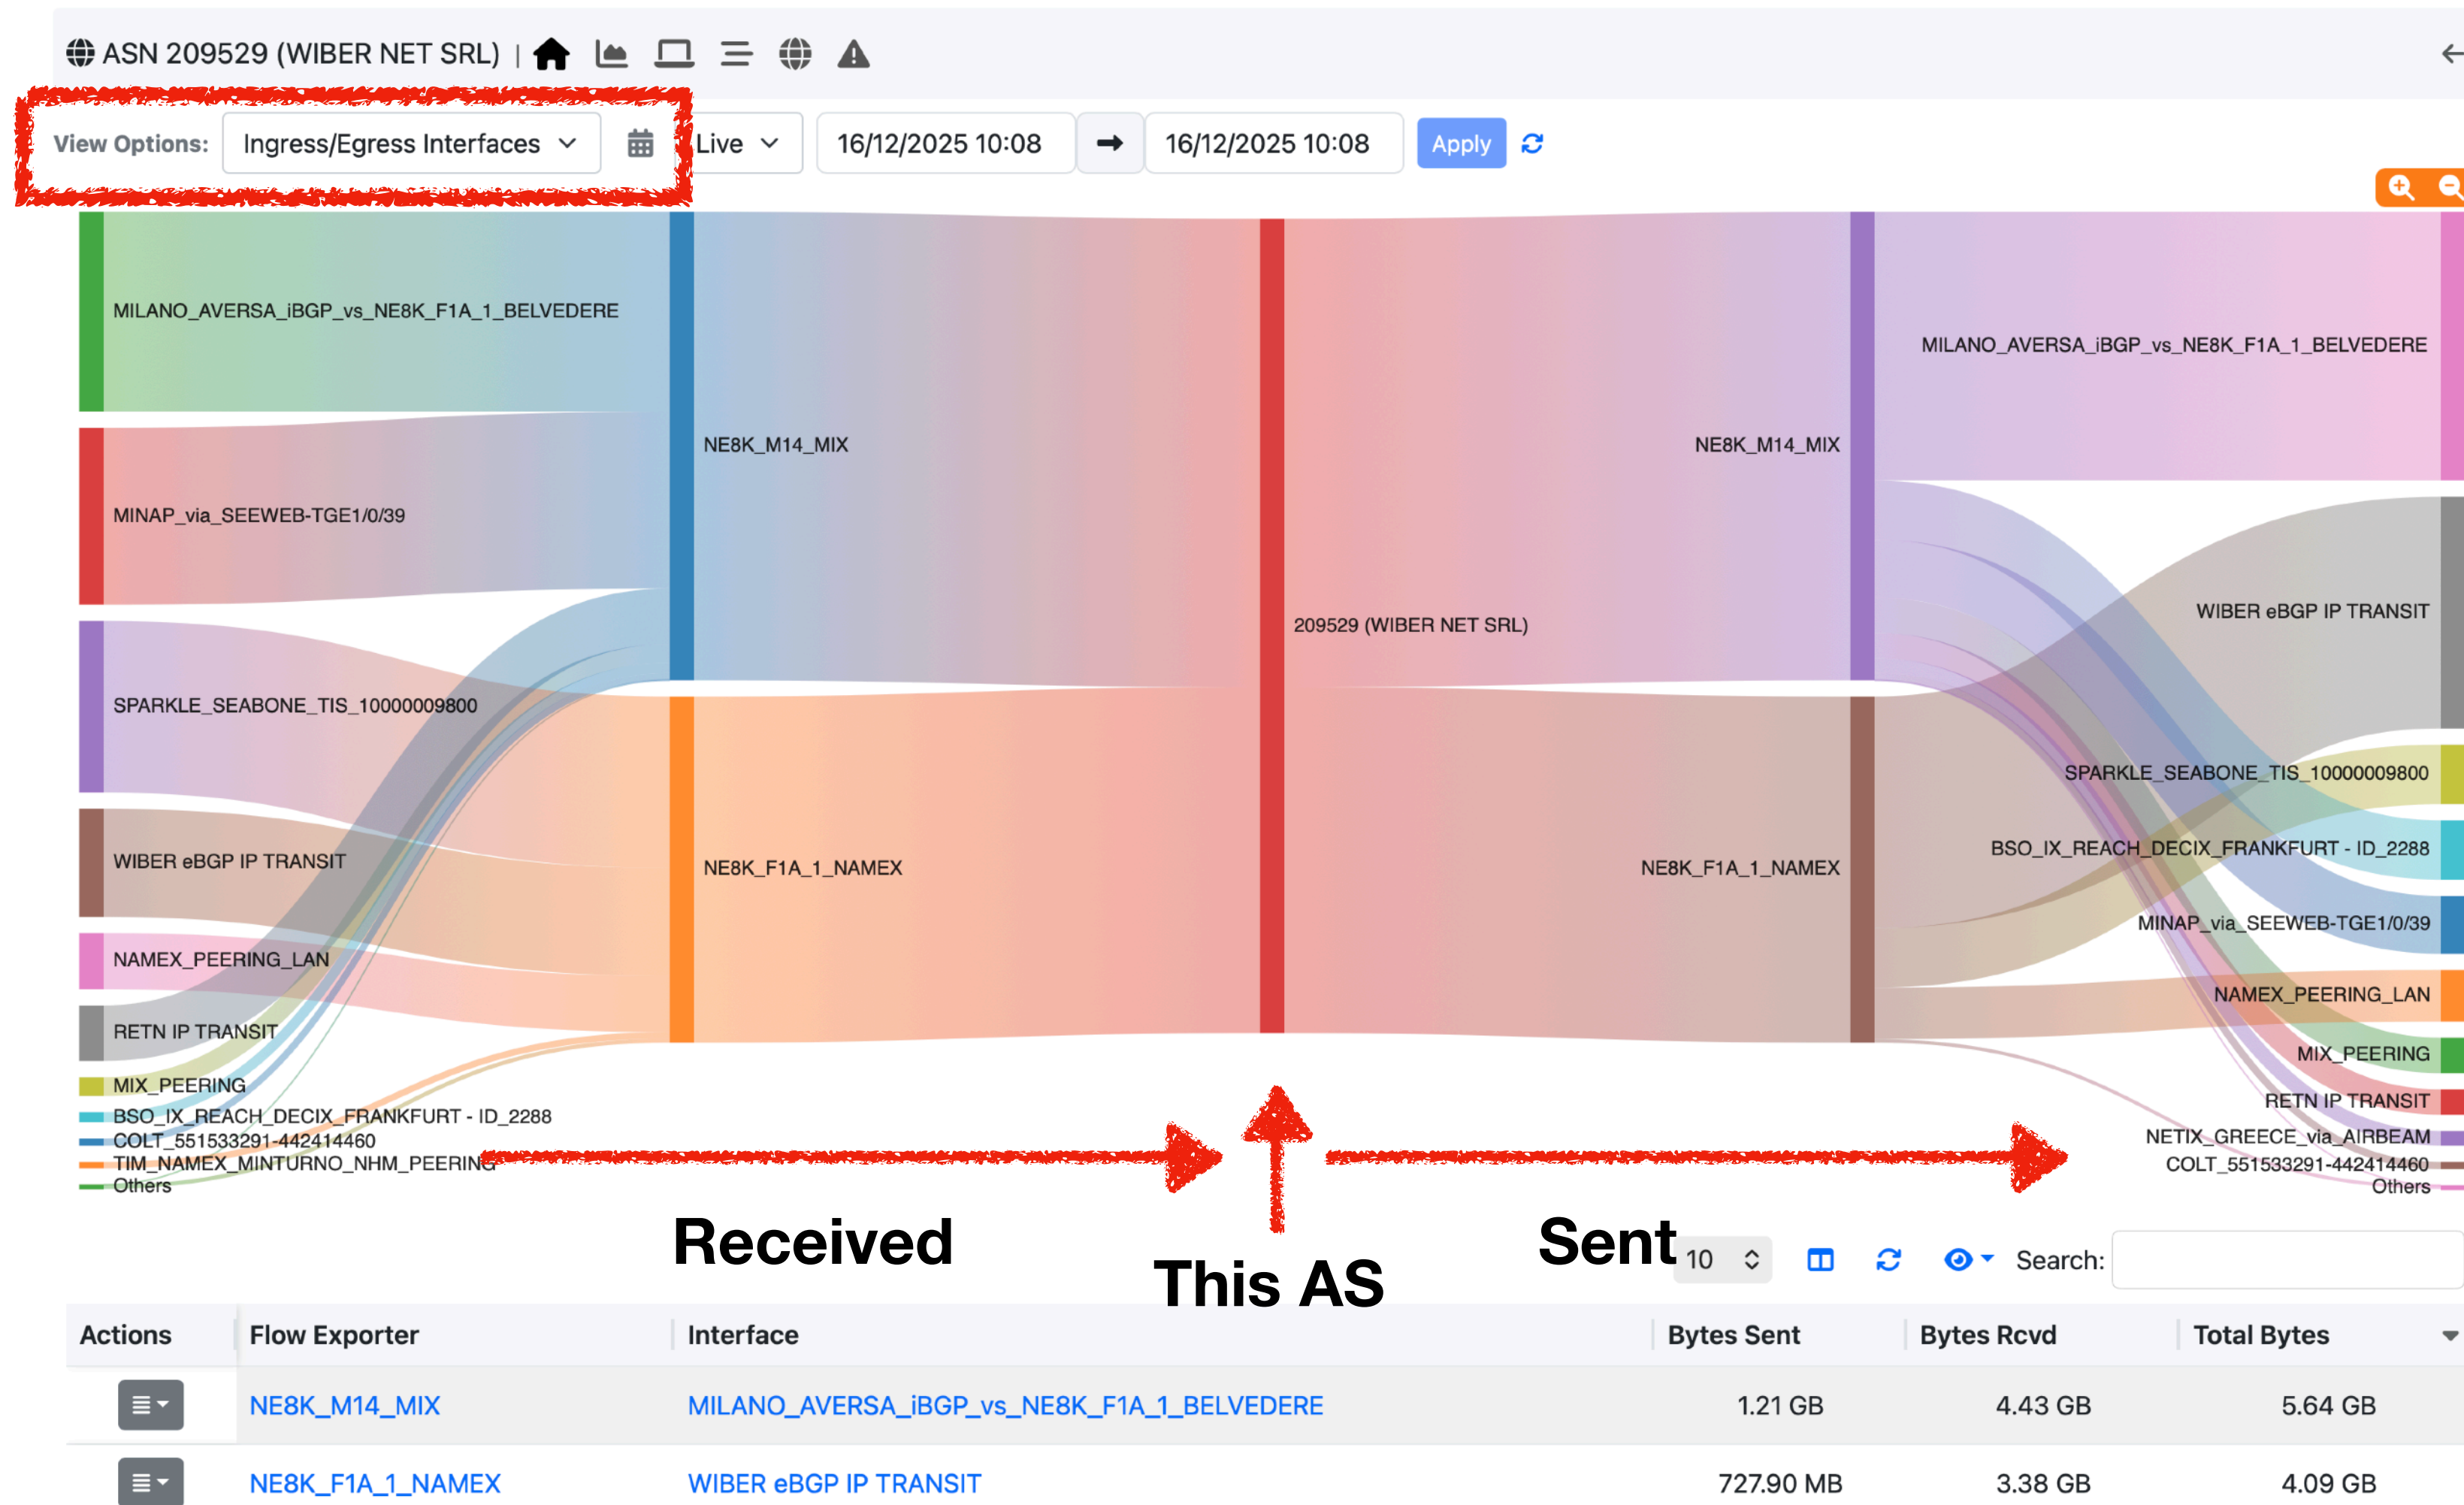 ASN 209529 (WIBER NET SRL) |
View Options: Ingress/Egress Interfaces Live 16/12/2025 10:08 16/12/2025 10:08 Apply
MILANO_AVERSA_iBGP_vs_NE8K_F1A_1_BELVEDERE
MINAP_via_SEEWEB-TGE1/0/39
SPARKLE_SEABONE_TIS_10000009800
WIBER eBGP IP TRANSIT
NAMEX_PEERING_LAN
RETN IP TRANSIT
MIX_PEERING
BSO_IX_REACH_DECIX_FRANKFURT - ID_2288
COLT_551533291-442414460
TIM_NAMEX_MINTURNO_NHM_PEERING
Others
NE8K_M14_MIX
NE8K_F1A_1_NAMEX
209529 (WIBER NET SRL)
NE8K_M14_MIX
NE8K_F1A_1_NAMEX
MILANO_AVERSA_iBGP_vs_NE8K_F1A_1_BELVEDERE
WIBER eBGP IP TRANSIT
SPARKLE_SEABONE_TIS_10000009800
BSO_IX_REACH_DECIX_FRANKFURT - ID_2288
MINAP_via_SEEWEB-TGE1/0/39
NAMEX_PEERING_LAN
MIX_PEERING
RETN IP TRANSIT
NETIX_GREECE_via_AIRBEAM
COLT_551533291-442414460
Others
Received
This AS
Sent
10 Search:
Actions Flow Exporter Interface Bytes Sent Bytes Rcvd Total Bytes
NE8K_M14_MIX MILANO_AVERSA_iBGP_vs_NE8K_F1A_1_BELVEDERE 1.21 GB 4.43 GB 5.64 GB
NE8K_F1A_1_NAMEX WIBER eBGP IP TRANSIT 727.90 MB 3.38 GB 4.09 GB